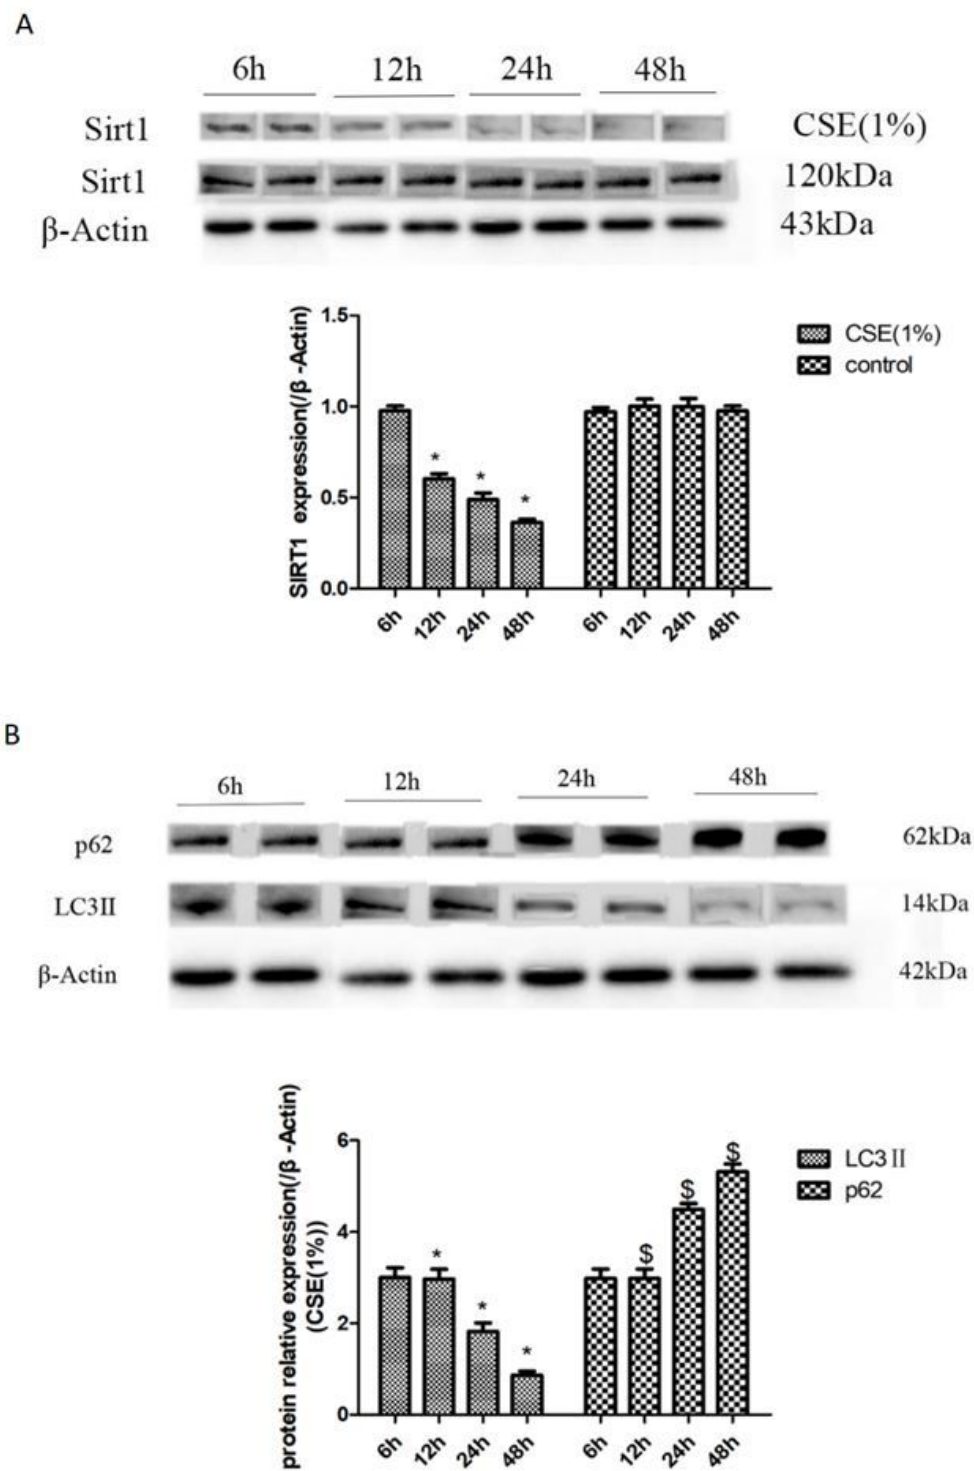 A
6h 12h 24h 48h
Sirt1 CSE(1%)
Sirt1 120kDa
β-Actin 43kDa
SIRT1 expression(/β -Actin)
1.5
1.0
0.5
0.0
* * *
6h 12h 24h 48h 6h 12h 24h 48h
CSE(1%)
control
B
6h 12h 24h 48h
p62 62kDa
LC3II 14kDa
β-Actin 42kDa
protein relative expression(/β -Actin)
(CSE(1%))
6
4
2
0
* * * $ $ $
6h 12h 24h 48h 6h 12h 24h 48h
LC3 II
p62